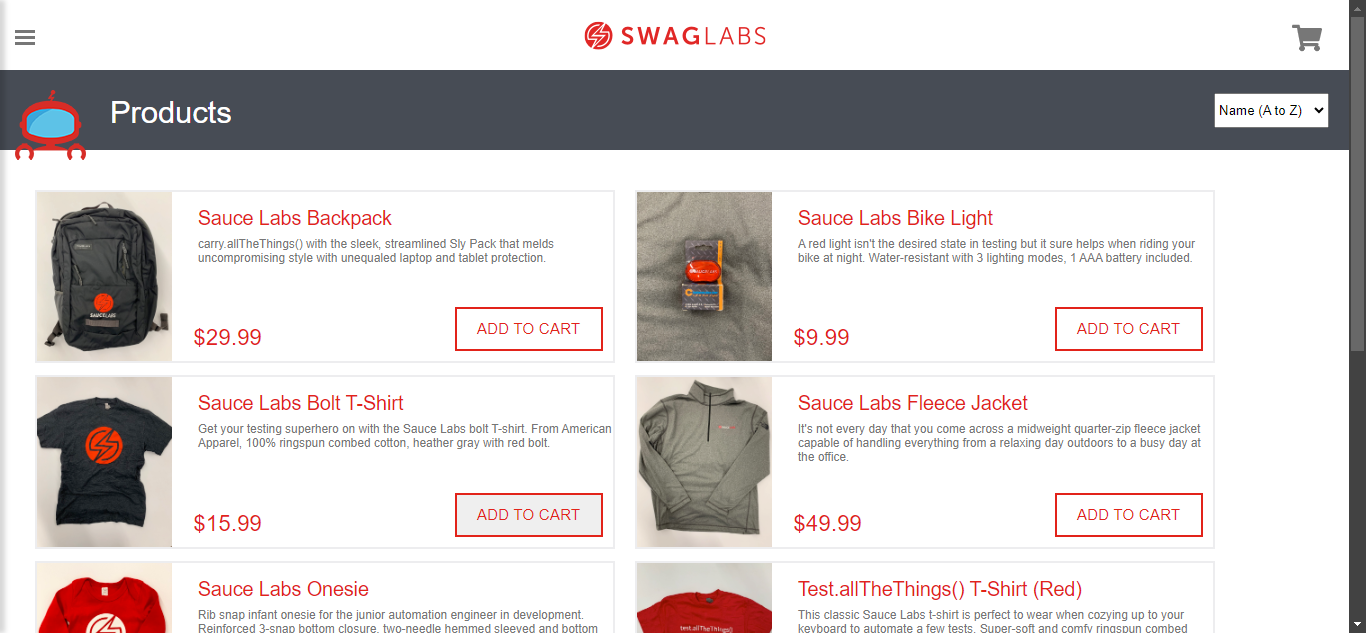 SWAGLABS
Products
Name (A to Z)
Sauce Labs Backpack
carry.allTheThings() with the sleek, streamlined Sly Pack that melds
uncompromising style with unequaled laptop and tablet protection.
$29.99
ADD TO CART
SAUCELABS
Sauce Labs Bike Light
A red light isn't the desired state in testing but it sure helps when riding your
bike at night. Water-resistant with 3 lighting modes, 1 AAA battery included.
$9.99
ADD TO CART
Sauce Labs Bolt T-Shirt
Get your testing superhero on with the Sauce Labs bolt T-shirt. From American
Apparel, 100% ringspun combed cotton, heather gray with red bolt.
$15.99
ADD TO CART
Sauce Labs Fleece Jacket
It's not every day that you come across a midweight quarter-zip fleece jacket
capable of handling everything from a relaxing day outdoors to a busy day at
the office.
$49.99
ADD TO CART
Sauce Labs Onesie
Rib snap infant onesie for the junior automation engineer in development.
Reinforced 3-snap bottom closure, two-needle hemmed sleeved and bottom
Test.allTheThings() T-Shirt (Red)
This classic Sauce Labs t-shirt is perfect to wear when cozying up to your
keyboard to automate a few tests. Super-soft and comfy ringspun combed
test.allTheThings()